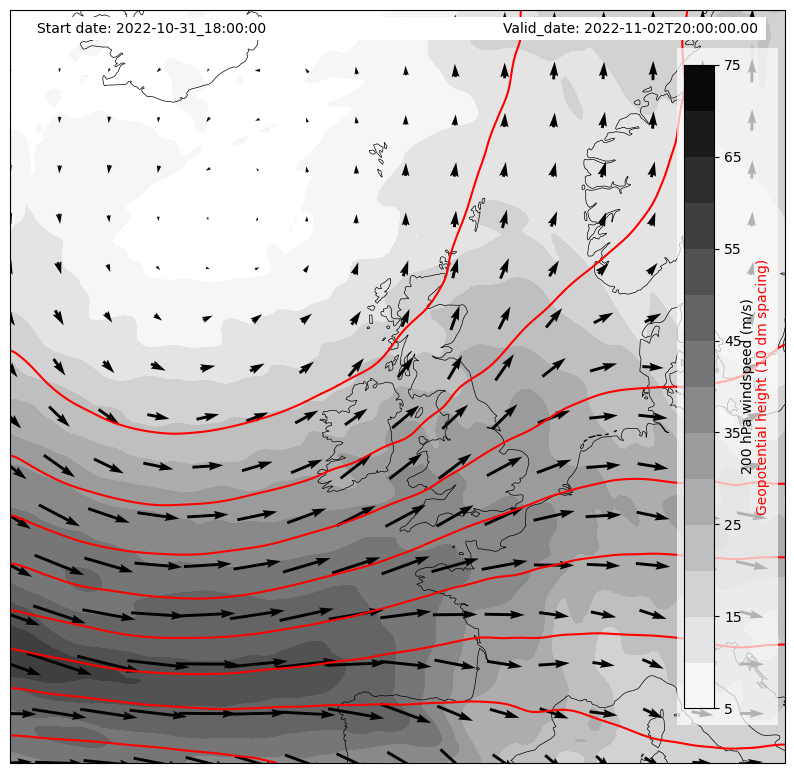 Start date: 2022-10-31_18:00:00
Valid_date: 2022-11-02T20:00:00.00
75
65
55
45
35
25
15
5
200 hPa windspeed (m/s)
Geopotential height (10 dm spacing)